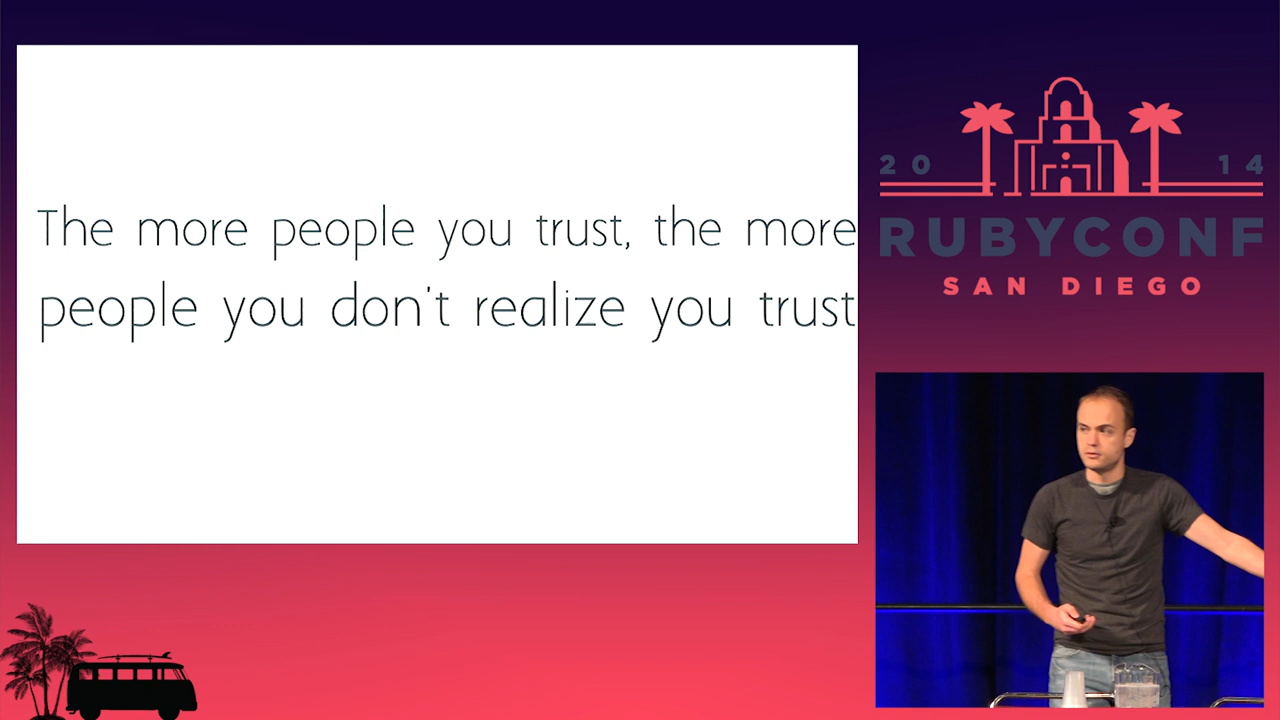 The more people you trust, the more
people you don't realize you trust
20 14
RUBYCONF
SAN DIEGO